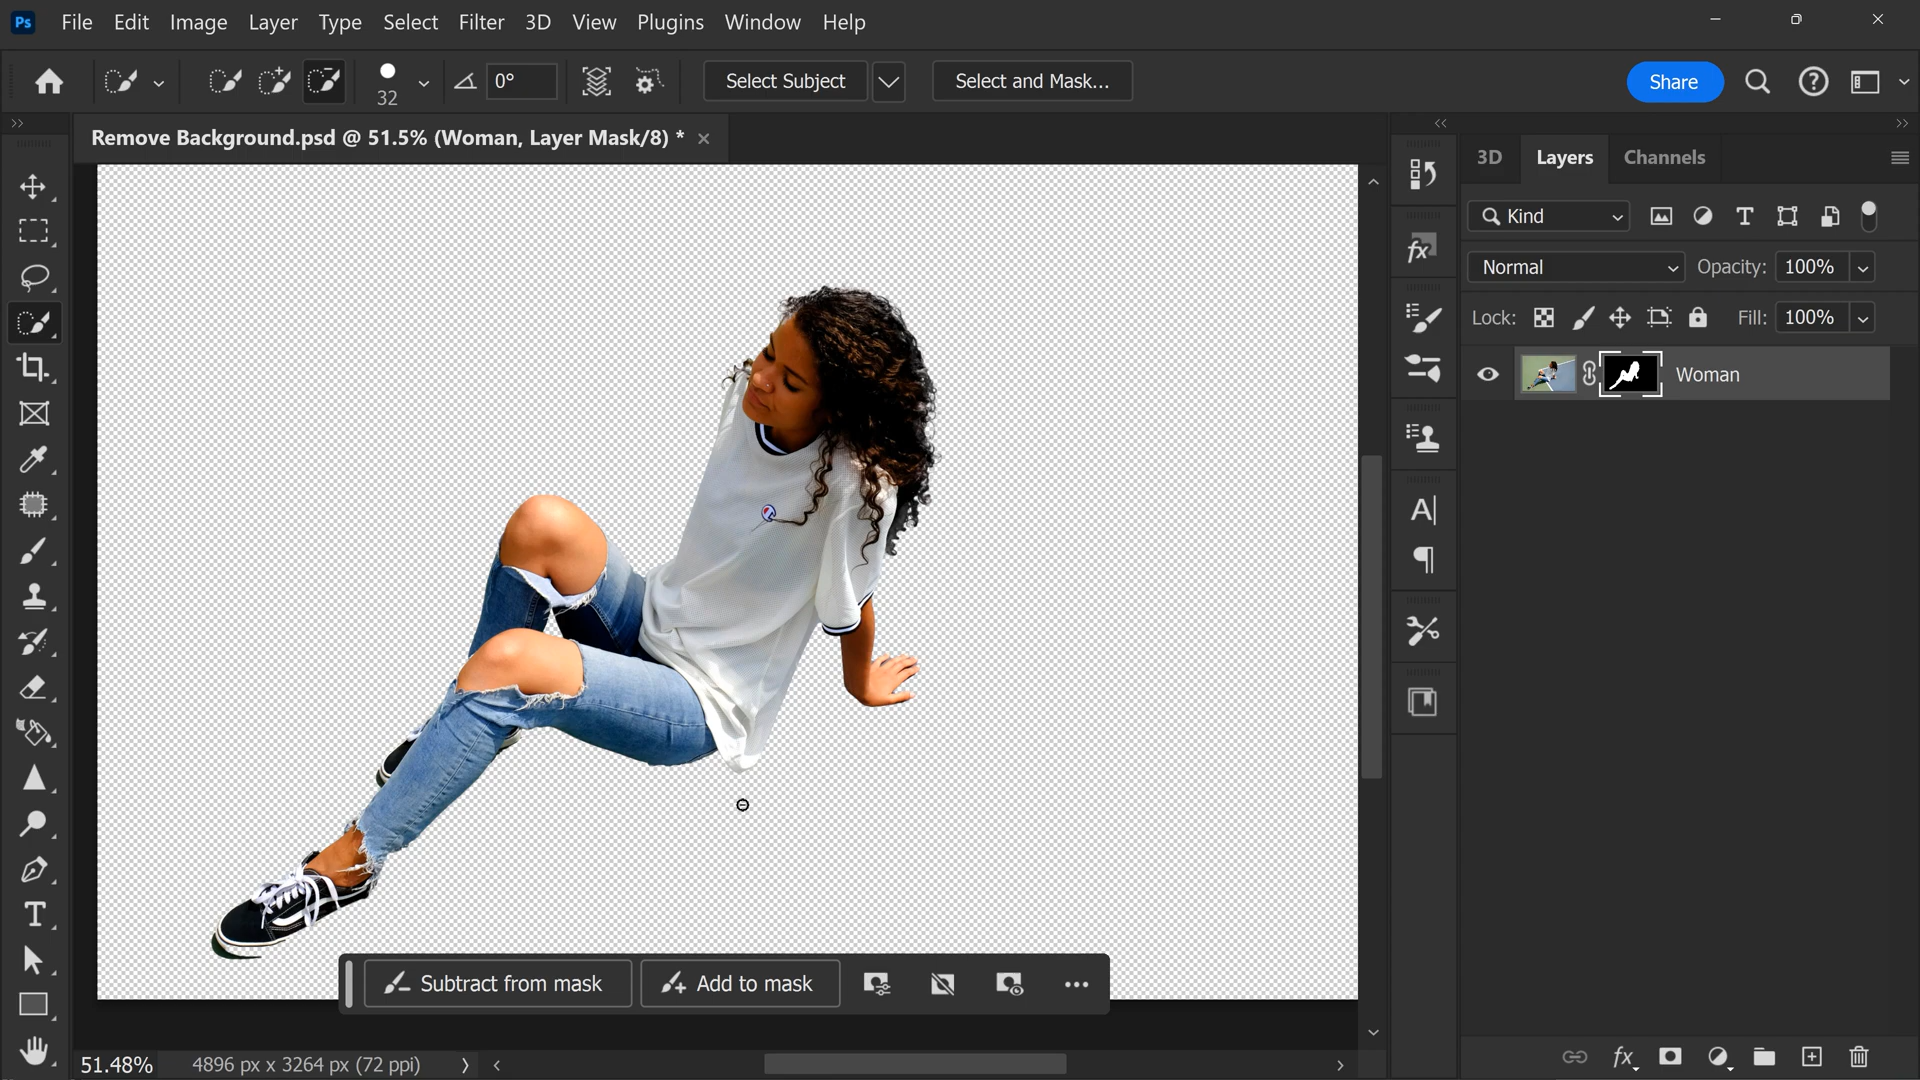 Ps File Edit Image Layer Type Select Filter 3D View Plugins Window Help
32 0° Select Subject Select and Mask... Share
Remove Background.psd @ 51.5% (Woman, Layer Mask/8) *
3D Layers Channels
Kind
Normal Opacity: 100%
Lock: Fill: 100%
Woman
Subtract from mask Add to mask
51.48% 4896 px x 3264 px (72 ppi)